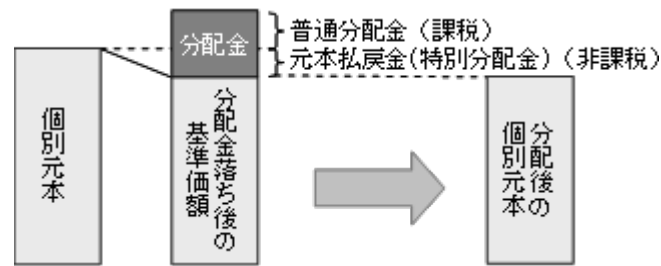 分配金
普通分配金（課税）
元本払戻金(特別分配金)（非課税）
個別元本
分配金落ち後の
基準価額
分配後の
個別元本